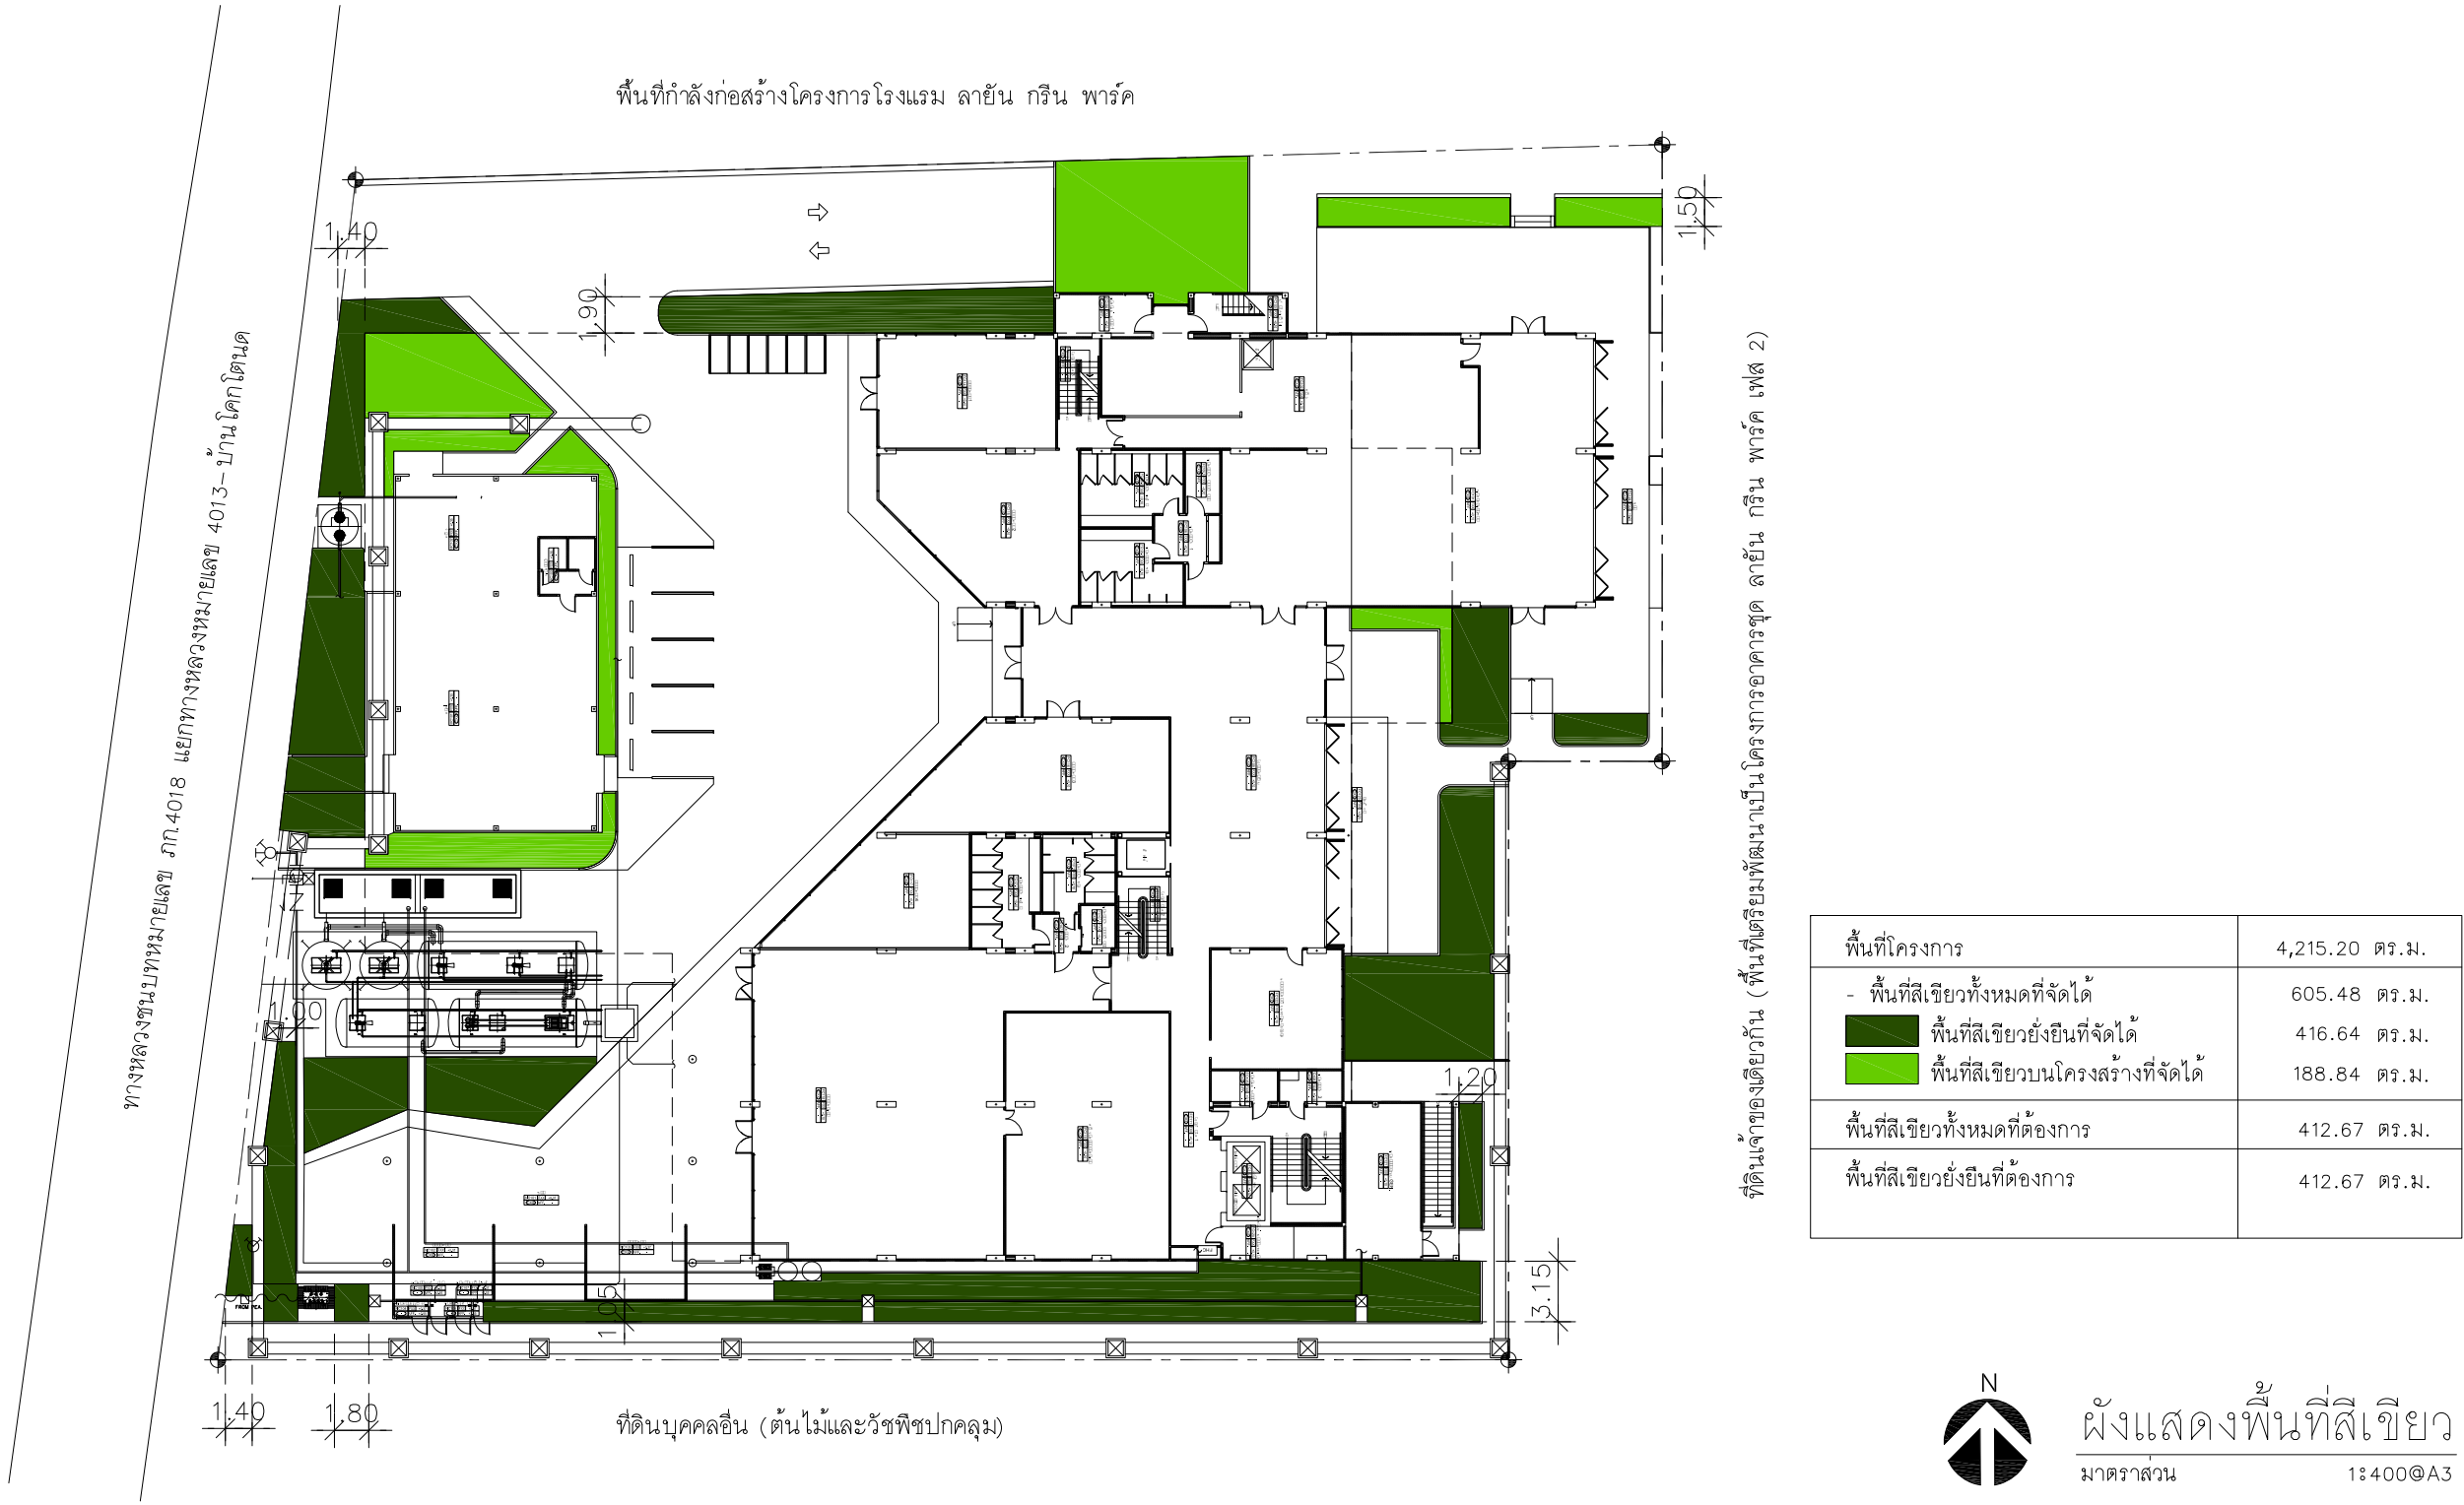 พื้นที่กำลังก่อสร้างโครงการโรงแรม ลายัน กรีน พาร์ค
1.40
1.90
1.50
ทางหลวงชนบทหมายเลข ภก.4018 แยกทางหลวงหมายเลข 4013-บ้านโคกโตนด
ที่ดินเจ้าของเดียวกัน (พื้นที่เตรียมพัฒนาเป็นโครงการอาคารชุด ลายัน กรีน พาร์ค เฟส 2)
1.00
1.20
3.15
1.05
FROM PEA.
1.40
1.80
ที่ดินบุคคลอื่น (ต้นไม้และวัชพืชปกคลุม)
พื้นที่โครงการ 4,215.20 ตร.ม.
- พื้นที่สีเขียวทั้งหมดที่จัดได้ 605.48 ตร.ม.
พื้นที่สีเขียวยั่งยืนที่จัดได้ 416.64 ตร.ม.
พื้นที่สีเขียวบนโครงสร้างที่จัดได้ 188.84 ตร.ม.
พื้นที่สีเขียวทั้งหมดที่ต้องการ 412.67 ตร.ม.
พื้นที่สีเขียวยั่งยืนที่ต้องการ 412.67 ตร.ม.
N
ผังแสดงพื้นที่สีเขียว
มาตราส่วน 1:400@A3